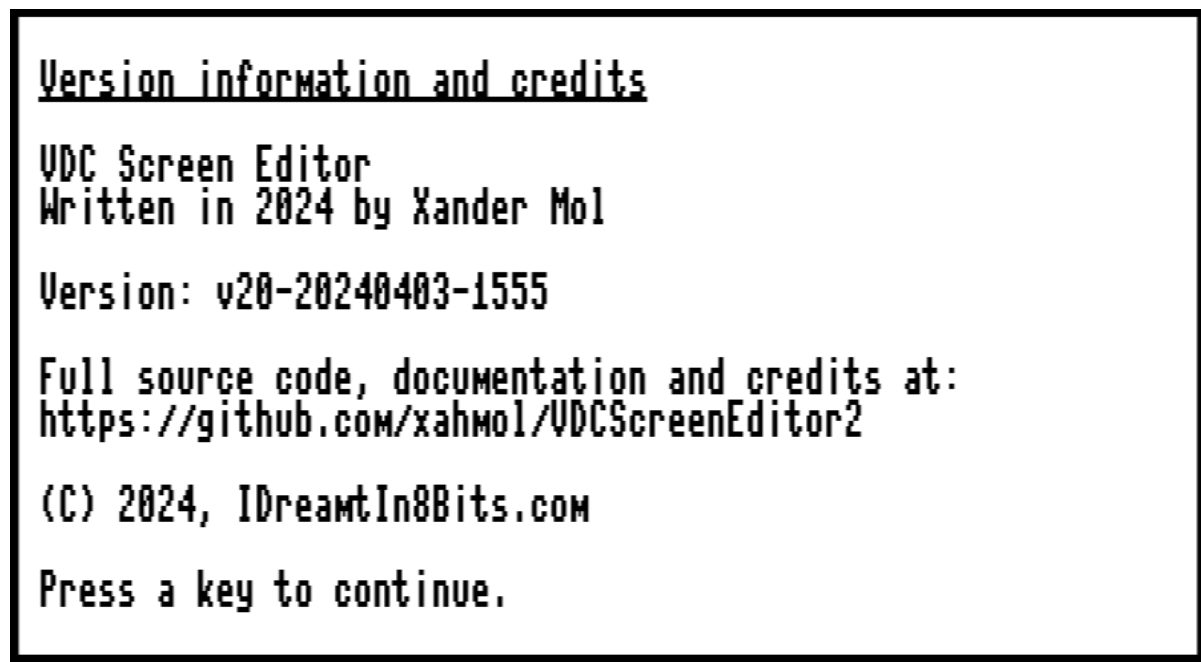 Version information and credits
VDC Screen Editor
Written in 2024 by Xander Mol
Version: v20-20240403-1555
Full source code, documentation and credits at:
https://github.com/xahmol/VDCScreenEditor2
(C) 2024, IDreamtIn8Bits.com
Press a key to continue.